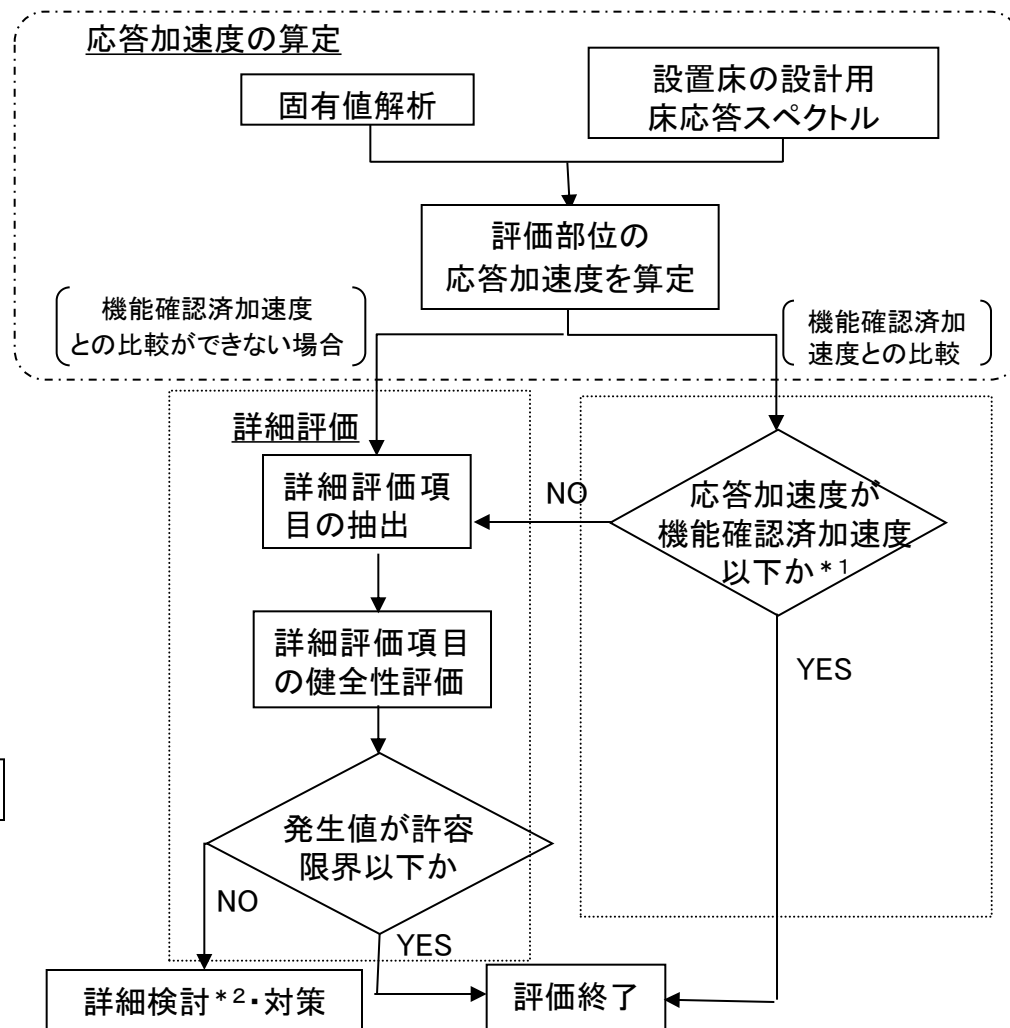 応答加速度の算定
固有値解析
設置床の設計用
床応答スペクトル
評価部位の
応答加速度を算定
機能確認済加速度
との比較ができない場合
機能確認済加
速度との比較
詳細評価
詳細評価項
目の抽出
NO
応答加速度が
機能確認済加速度
以下か*1
詳細評価項目
の健全性評価
YES
発生値が許容
限界以下か
NO
YES
詳細検討*2・対策
評価終了